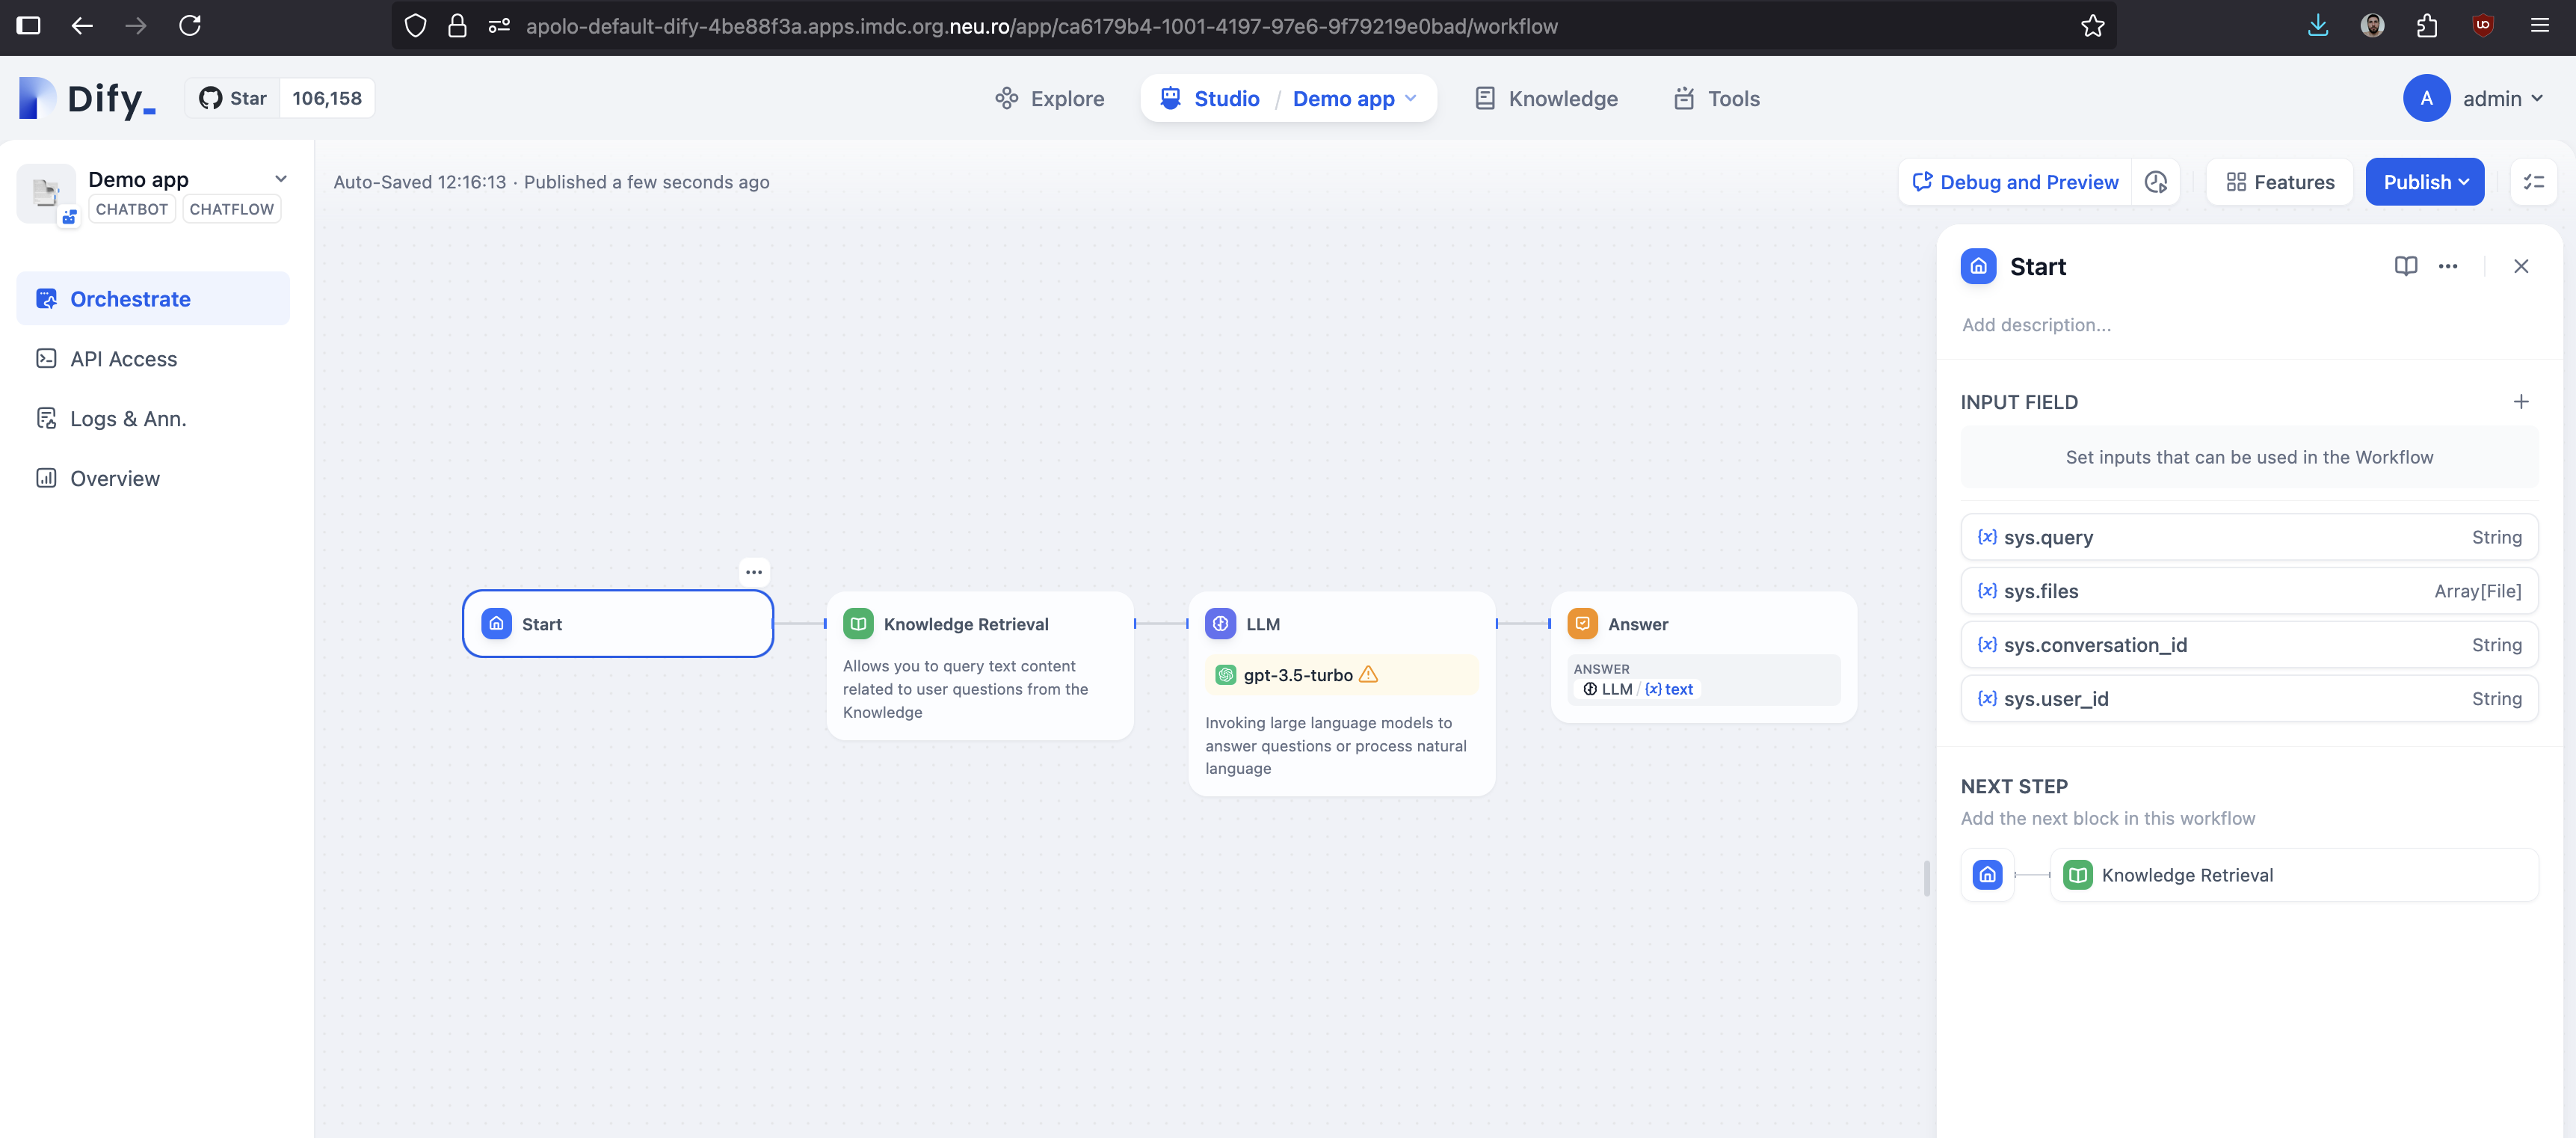 apolo-default-dify-4be88f3a.apps.imdc.org.neu.ro/app/ca6179b4-1001-4197-97e6-9f79219e0bad/workflow
Dify_
Star 106,158
Explore
Studio / Demo app
Knowledge
Tools
A admin
Demo app
CHATBOT CHATFLOW
Orchestrate
API Access
Logs & Ann.
Overview
Auto-Saved 12:16:13 · Published a few seconds ago
Debug and Preview
Features
Publish
Start
Knowledge Retrieval
Allows you to query text content
related to user questions from the
Knowledge
LLM
gpt-3.5-turbo
Invoking large language models to
answer questions or process natural
language
Answer
ANSWER
LLM / {x} text
Start
Add description...
INPUT FIELD
Set inputs that can be used in the Workflow
{x} sys.query String
{x} sys.files Array[File]
{x} sys.conversation_id String
{x} sys.user_id String
NEXT STEP
Add the next block in this workflow
Knowledge Retrieval